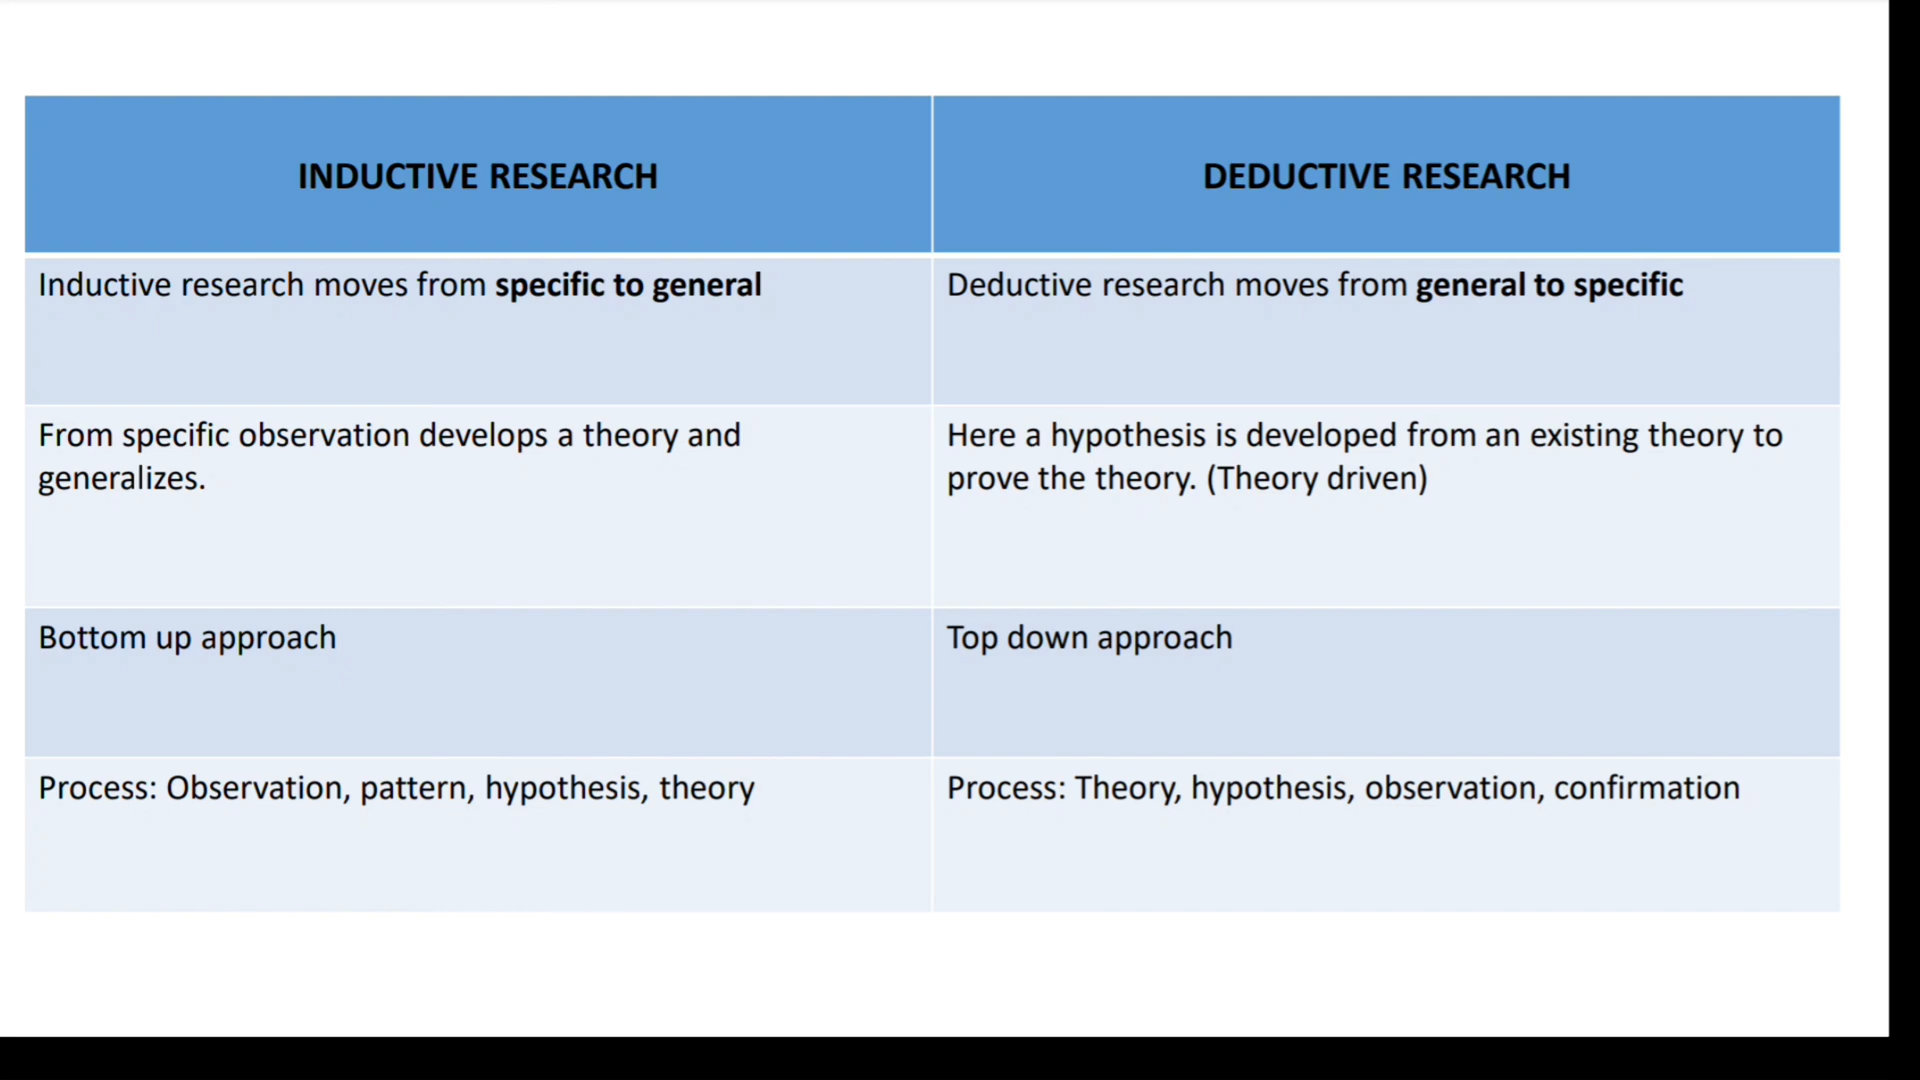 INDUCTIVE RESEARCH
DEDUCTIVE RESEARCH
Inductive research moves from specific to general
Deductive research moves from general to specific
From specific observation develops a theory and
generalizes.
Here a hypothesis is developed from an existing theory to
prove the theory. (Theory driven)
Bottom up approach
Top down approach
Process: Observation, pattern, hypothesis, theory
Process: Theory, hypothesis, observation, confirmation